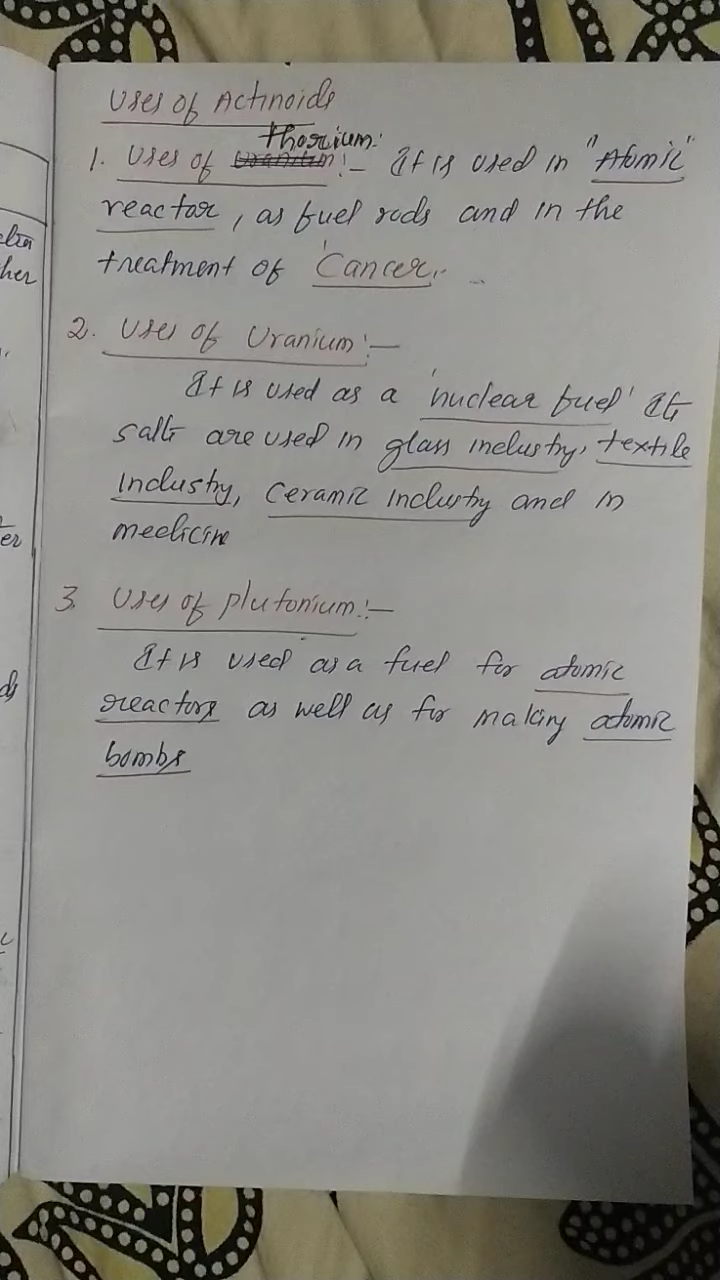 Uses of Actinoids
Thorium:
1. Uses of Uranium:- It is used in "Atomic"
reactor, as fuel rods and in the
treatment of 'Cancer.
2. Uses of Uranium:-
It is used as a 'nuclear fuel' Its
salts are used in glass industry, textile
industry, Ceramic industry and in
medicine
3. Uses of plutonium:-
It is used as a fuel for atomic
reactors as well as for making atomic
bombs
her
er